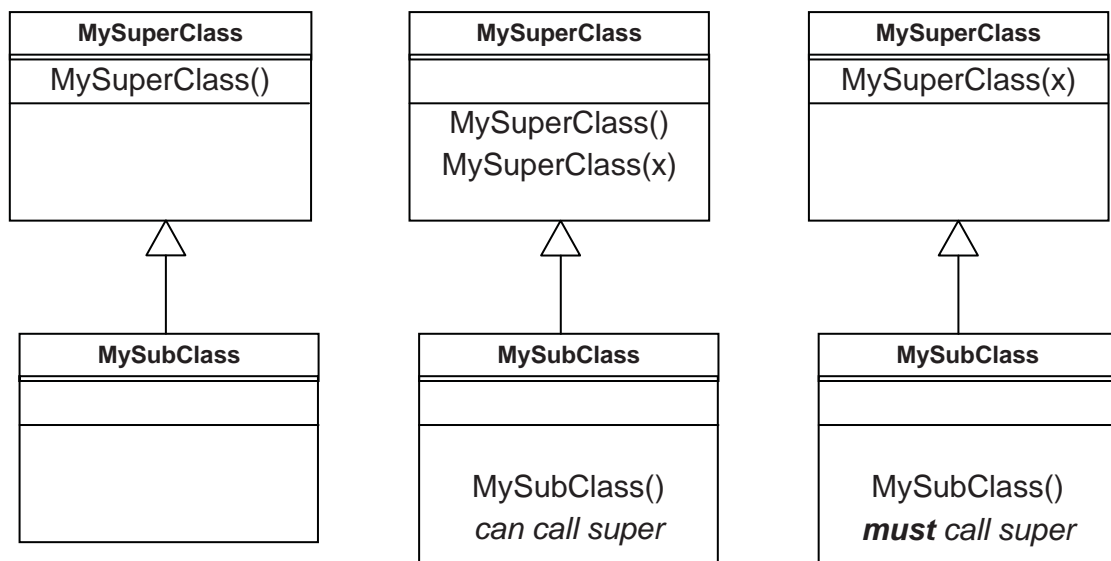 MySuperClass
MySuperClass()
MySubClass
MySuperClass
MySuperClass()
MySuperClass(x)
MySubClass
MySubClass()
can call super
MySuperClass
MySuperClass(x)
MySubClass
MySubClass()
must call super